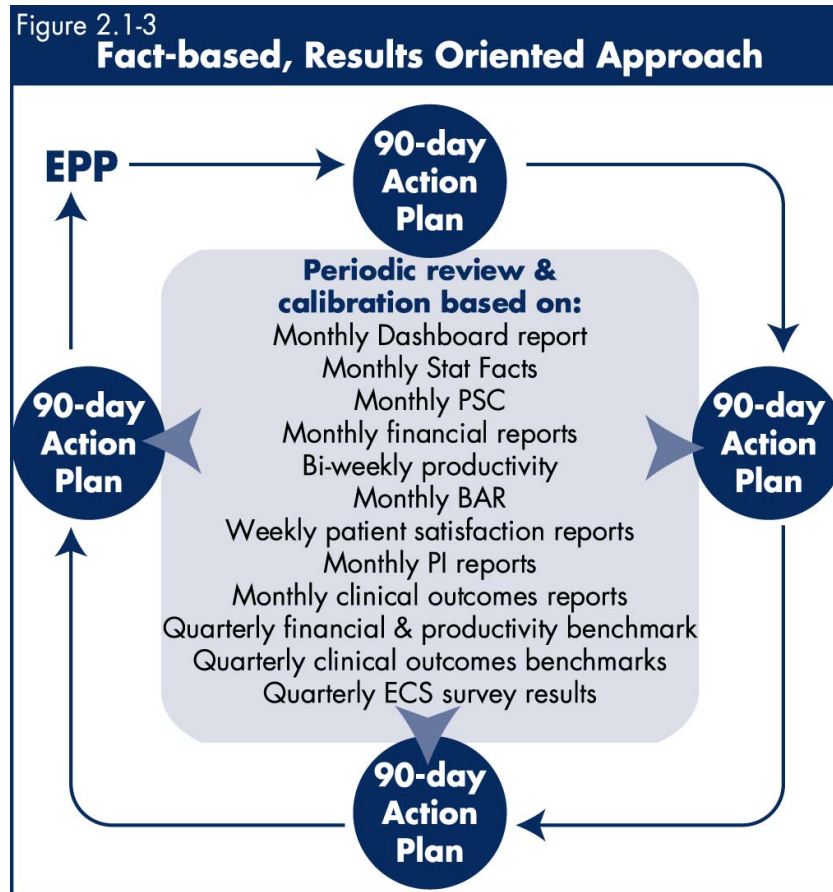 Figure 2.1-3
Fact-based, Results Oriented Approach
EPP
90-day
Action
Plan
Periodic review &
calibration based on:
Monthly Dashboard report
Monthly Stat Facts
Monthly PSC
Monthly financial reports
Bi-weekly productivity
Monthly BAR
Weekly patient satisfaction reports
Monthly PI reports
Monthly clinical outcomes reports
Quarterly financial & productivity benchmark
Quarterly clinical outcomes benchmarks
Quarterly ECS survey results
90-day
Action
Plan
90-day
Action
Plan
90-day
Action
Plan